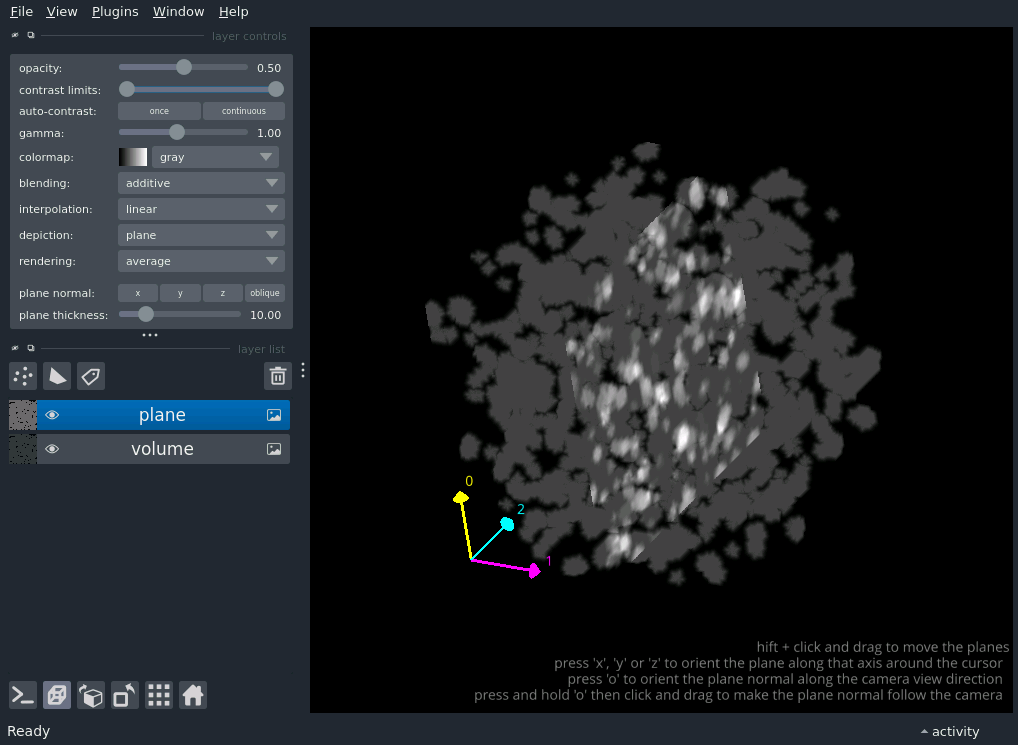 File View Plugins Window Help
layer controls
opacity: 0.50
contrast limits:
auto-contrast: once continuous
gamma: 1.00
colormap: gray
blending: additive
interpolation: linear
depiction: plane
rendering: average
plane normal: x y z oblique
plane thickness: 10.00
layer list
plane
volume
0
2
1
hift + click and drag to move the planes
press 'x', 'y' or 'z' to orient the plane along that axis around the cursor
press 'o' to orient the plane normal along the camera view direction
press and hold 'o' then click and drag to make the plane normal follow the camera
Ready activity